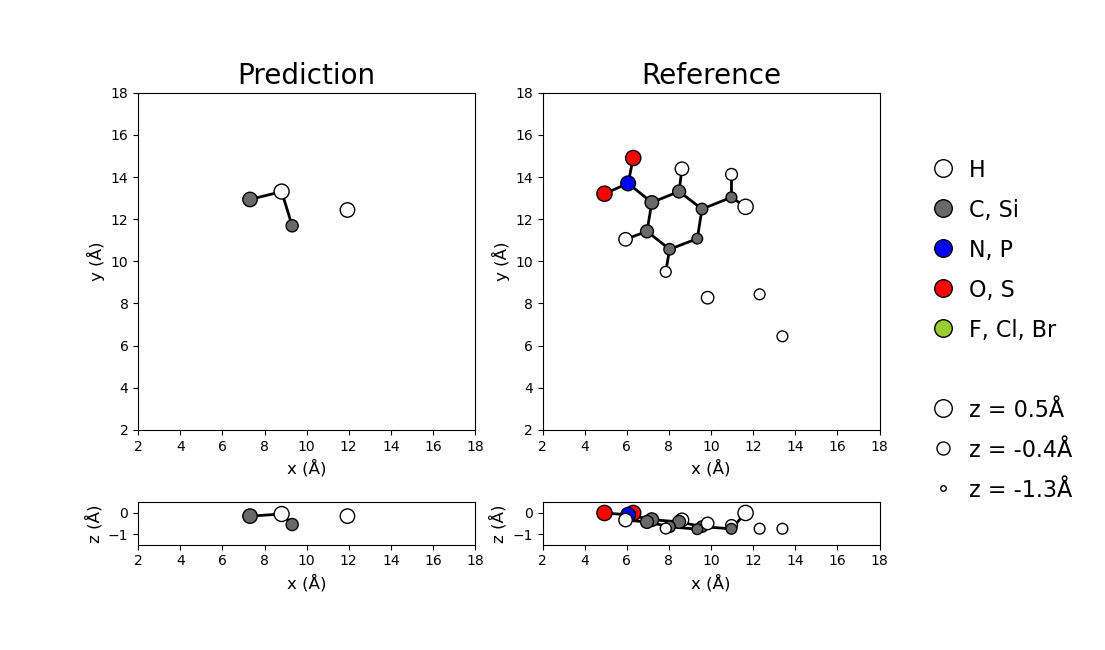 Prediction
Reference
18
16
14
12
10
8
6
4
2
y (Å)
2 4 6 8 10 12 14 16 18
x (Å)
18
16
14
12
10
8
6
4
2
y (Å)
2 4 6 8 10 12 14 16 18
x (Å)
H
C, Si
N, P
O, S
F, Cl, Br
z = 0.5Å
z = -0.4Å
z = -1.3Å
0
−1
z (Å)
2 4 6 8 10 12 14 16 18
x (Å)
0
−1
z (Å)
2 4 6 8 10 12 14 16 18
x (Å)